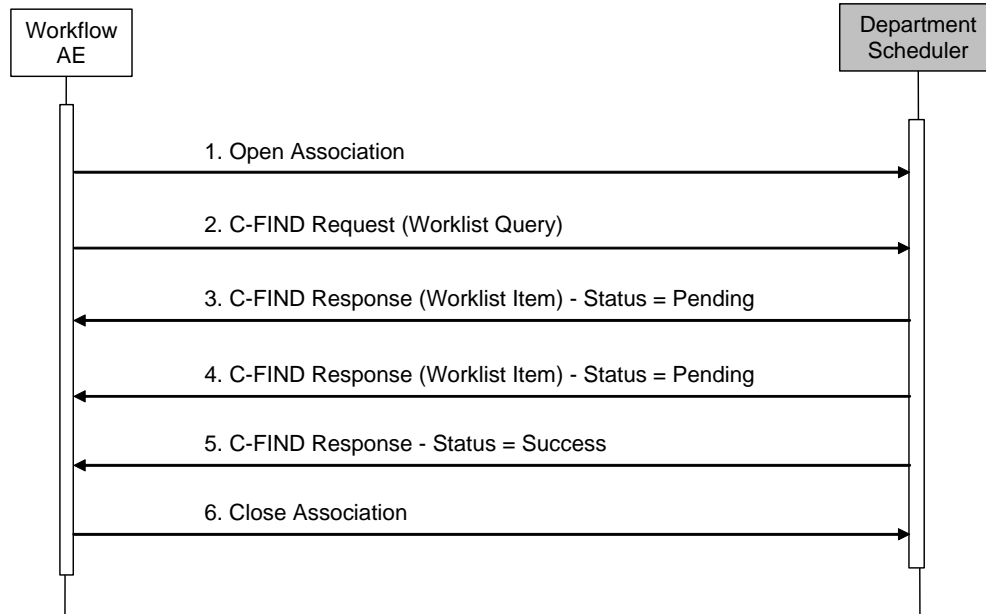 Workflow
AE
Department
Scheduler
1. Open Association
2. C-FIND Request (Worklist Query)
3. C-FIND Response (Worklist Item) - Status = Pending
4. C-FIND Response (Worklist Item) - Status = Pending
5. C-FIND Response - Status = Success
6. Close Association